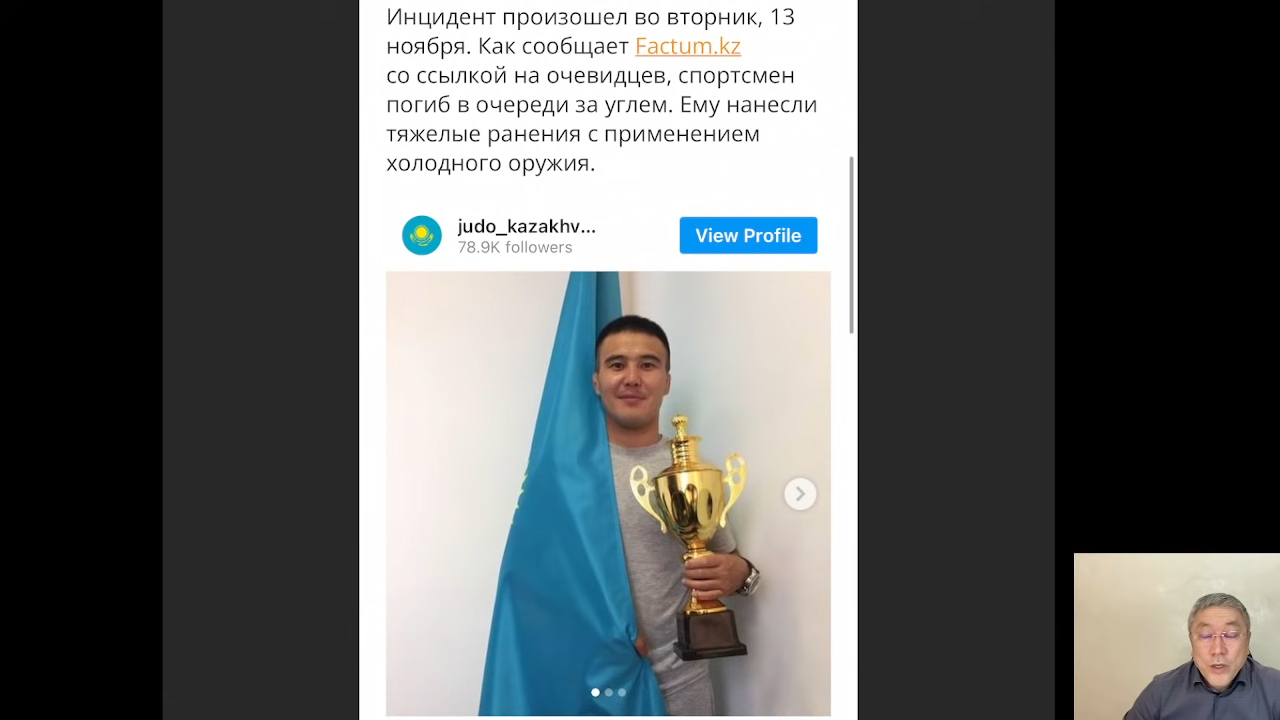 Инцидент произошел во вторник, 13
ноября. Как сообщает Factum.kz
со ссылкой на очевидцев, спортсмен
погиб в очереди за углем. Ему нанесли
тяжелые ранения с применением
холодного оружия.
judo_kazakhv...
78.9K followers
View Profile